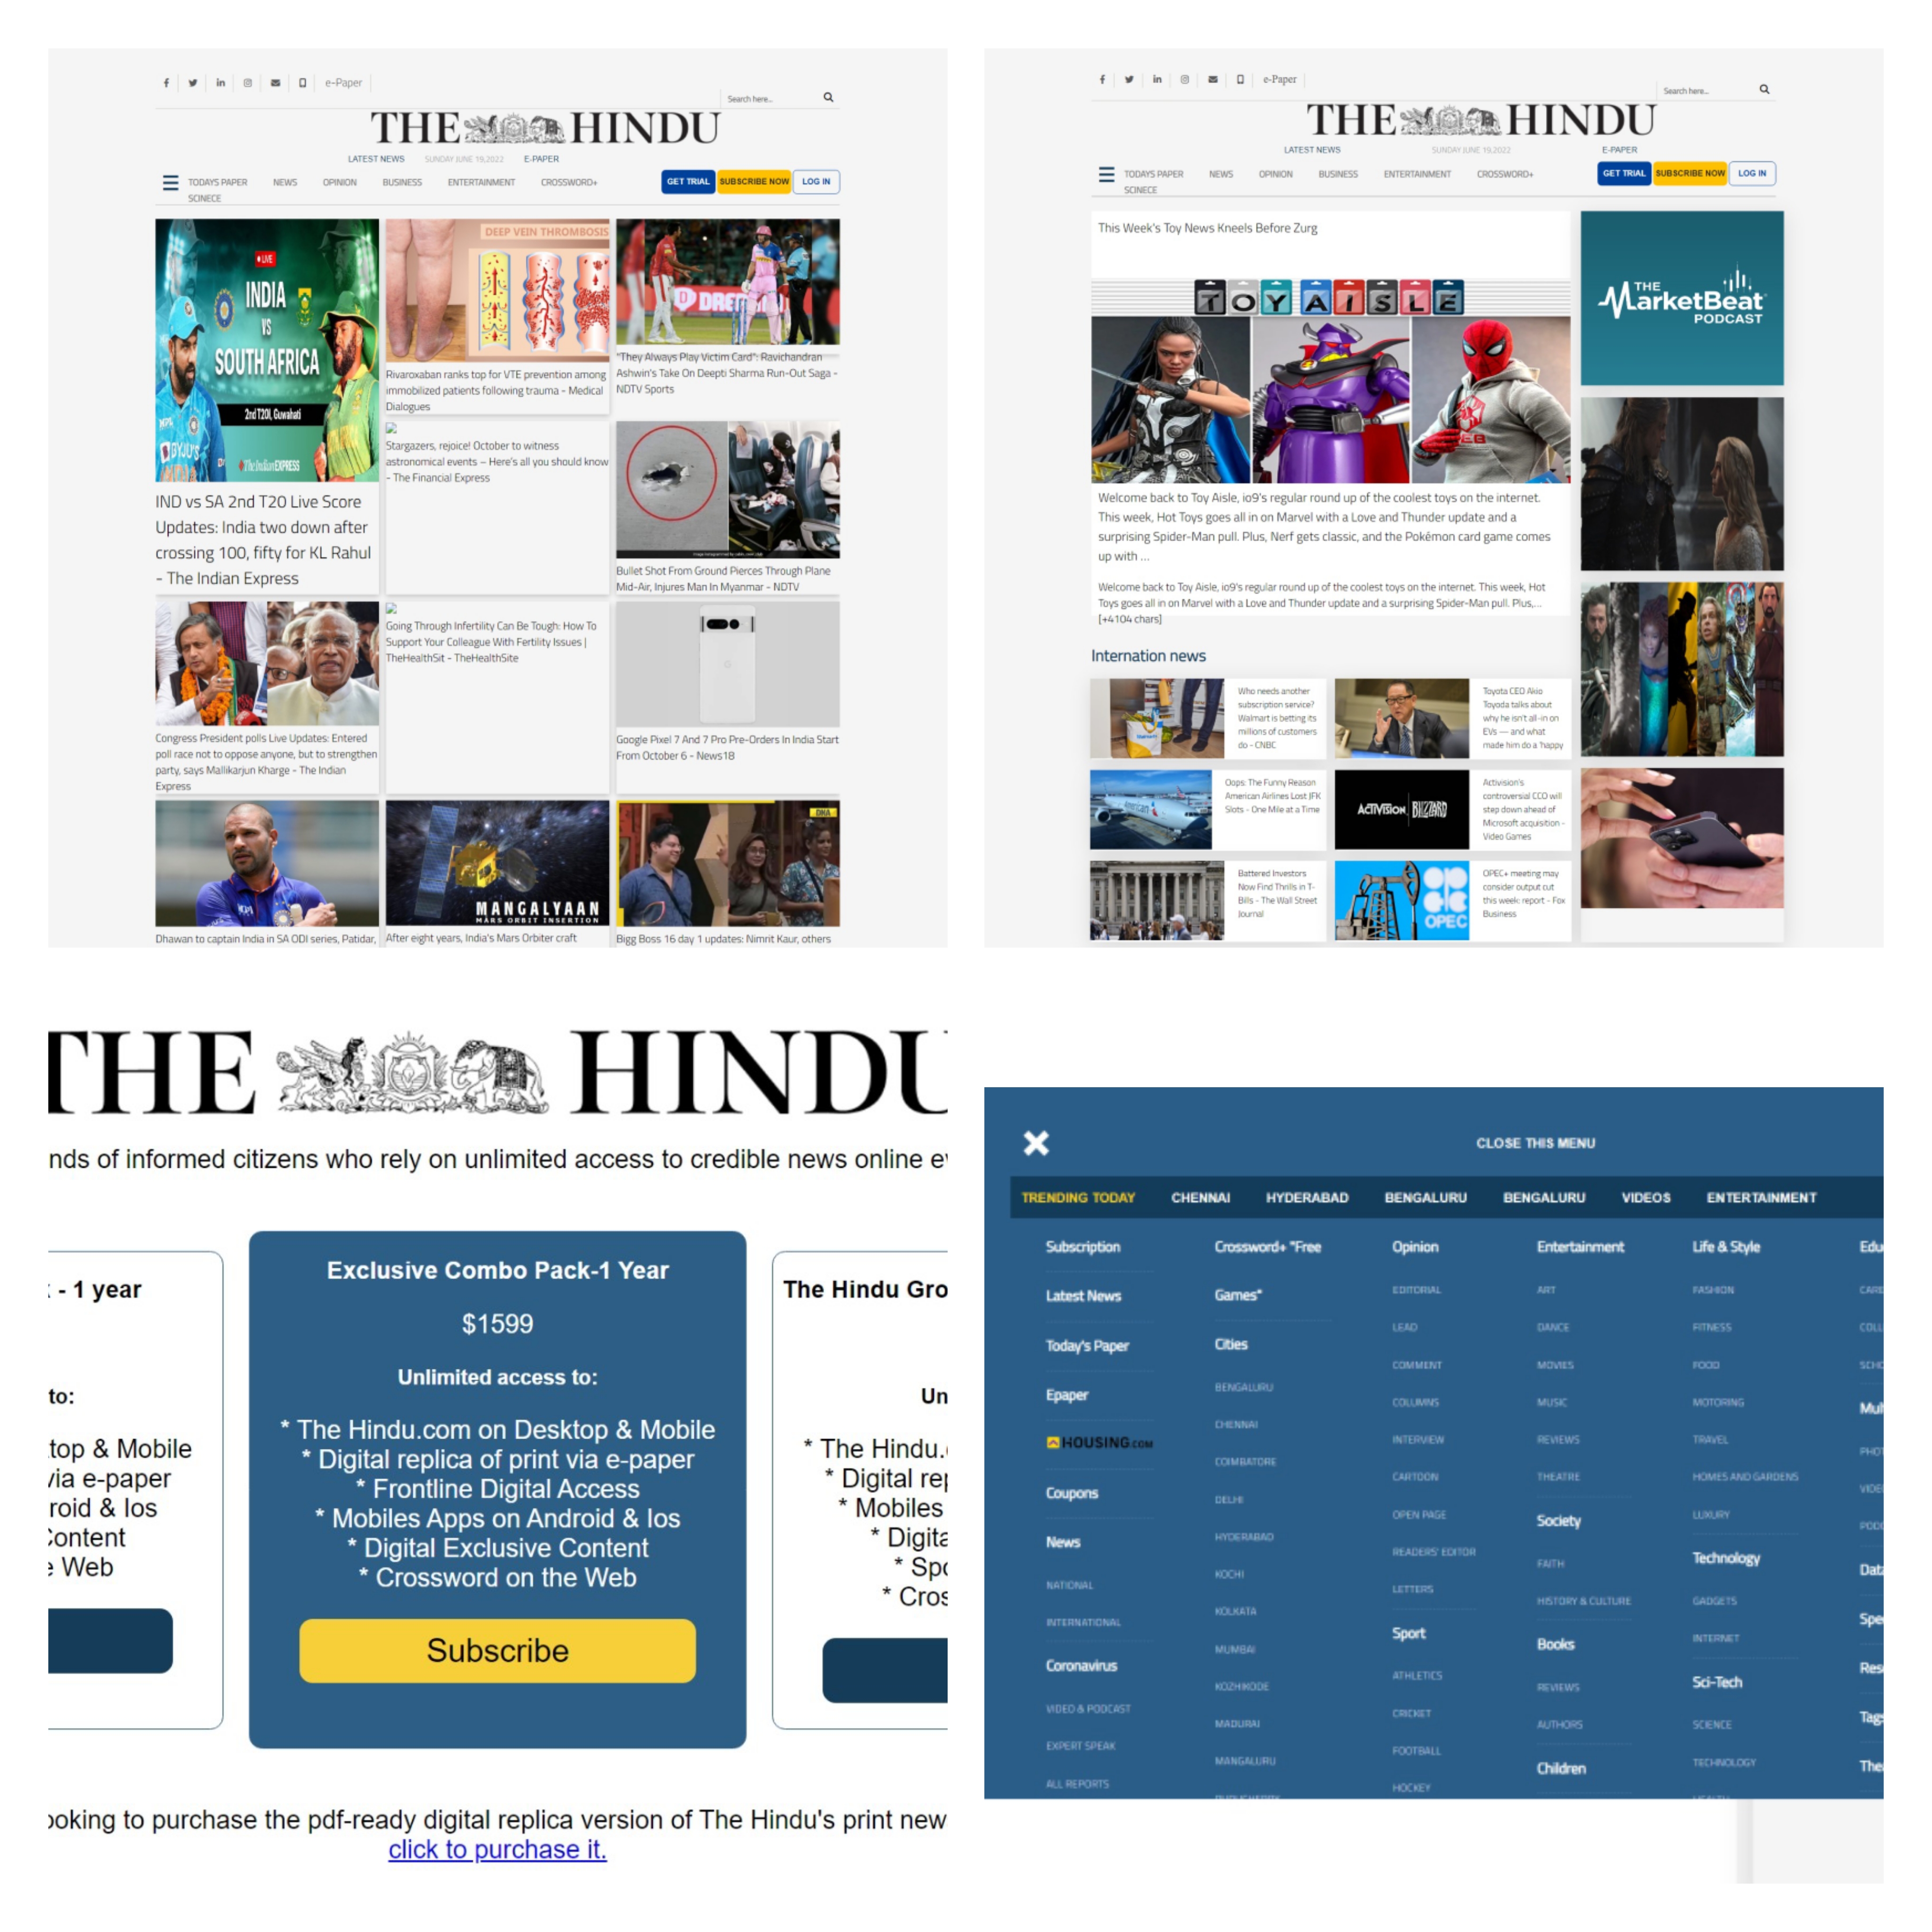 e-Paper
Search here...
THE HINDU
LATEST NEWS SUNDAY JUNE 19,2022 E-PAPER
TODAYS PAPER NEWS OPINION BUSINESS ENTERTAINMENT CROSSWORD+ GET TRIAL SUBSCRIBE NOW LOG IN
SCINECE
LIVE
INDIA
VS
SOUTH AFRICA
2nd T20I, Guwahati
BYJU'S
The Indian EXPRESS
IND vs SA 2nd T20 Live Score
Updates: India two down after
crossing 100, fifty for KL Rahul
- The Indian Express
DEEP VEIN THROMBOSIS
Rivaroxaban ranks top for VTE prevention among
immobilized patients following trauma - Medical
Dialogues
"They Always Play Victim Card": Ravichandran
Ashwin's Take On Deepti Sharma Run-Out Saga -
NDTV Sports
Stargazers, rejoice! October to witness
astronomical events – Here's all you should know
- The Financial Express
Bullet Shot From Ground Pierces Through Plane
Mid-Air, Injures Man In Myanmar - NDTV
Congress President polls Live Updates: Entered
poll race not to oppose anyone, but to strengthen
party, says Mallikarjun Kharge - The Indian
Express
Going Through Infertility Can Be Tough: How To
Support Your Colleague With Fertility Issues |
TheHealthSit - TheHealthSite
Google Pixel 7 And 7 Pro Pre-Orders In India Start
From October 6 - News18
Dhawan to captain India in SA ODI series, Patidar,
MANGALYAAN
MARS ORBIT INSERTION
After eight years, India's Mars Orbiter craft
DNA
Bigg Boss 16 day 1 updates: Nimrit Kaur, others
e-Paper
Search here...
THE HINDU
LATEST NEWS SUNDAY JUNE 19,2022 E-PAPER
TODAYS PAPER NEWS OPINION BUSINESS ENTERTAINMENT CROSSWORD+ GET TRIAL SUBSCRIBE NOW LOG IN
SCINECE
This Week's Toy News Kneels Before Zurg
TOY AISLE
Welcome back to Toy Aisle, io9's regular round up of the coolest toys on the internet.
This week, Hot Toys goes all in on Marvel with a Love and Thunder update and a
surprising Spider-Man pull. Plus, Nerf gets classic, and the Pokémon card game comes
up with ...
Welcome back to Toy Aisle, io9's regular round up of the coolest toys on the internet. This week, Hot
Toys goes all in on Marvel with a Love and Thunder update and a surprising Spider-Man pull. Plus,...
[+4104 chars]
THE
MarketBeat
PODCAST
Internation news
Who needs another
subscription service?
Walmart is betting its
millions of customers
do - CNBC
Toyota CEO Akio
Toyoda talks about
why he isn't all-in on
EVs — and what
made him do a 'happy
Oops: The Funny Reason
American Airlines Lost JFK
Slots - One Mile at a Time
American
ACTIVISION BLIZZARD
Activision's
controversial CCO will
step down ahead of
Microsoft acquisition -
Video Games
Battered Investors
Now Find Thrills in T-
Bills - The Wall Street
Journal
OPEC
OPEC+ meeting may
consider output cut
this week: report - Fox
Business
THE HINDU
nds of informed citizens who rely on unlimited access to credible news online ev
- 1 year
to:
top & Mobile
via e-paper
roid & Ios
Content
e Web
Exclusive Combo Pack-1 Year
$1599
Unlimited access to:
* The Hindu.com on Desktop & Mobile
* Digital replica of print via e-paper
* Frontline Digital Access
* Mobiles Apps on Android & Ios
* Digital Exclusive Content
* Crossword on the Web
Subscribe
The Hindu Gro
Un
* The Hindu.
* Digital rep
* Mobiles
* Digita
* Spo
* Cros
ooking to purchase the pdf-ready digital replica version of The Hindu's print new
click to purchase it.
CLOSE THIS MENU
TRENDING TODAY CHENNAI HYDERABAD BENGALURU BENGALURU VIDEOS ENTERTAINMENT
Subscription
Latest News
Today's Paper
Epaper
HOUSING.COM
Coupons
News
NATIONAL
INTERNATIONAL
Coronavirus
VIDEO & PODCAST
EXPERT SPEAK
ALL REPORTS
Crossword+ "Free
Games"
Cities
BENGALURU
CHENNAI
COIMBATORE
DELHI
HYDERABAD
KOCHI
KOLKATA
MUMBAI
KOZHIKODE
MADURAI
MANGALURU
Opinion
EDITORIAL
LEAD
COMMENT
COLUMNS
INTERVIEW
CARTOON
OPEN PAGE
READERS' EDITOR
LETTERS
Sport
ATHLETICS
CRICKET
FOOTBALL
HOCKEY
Entertainment
ART
DANCE
MOVIES
MUSIC
REVIEWS
THEATRE
Society
FAITH
HISTORY & CULTURE
Books
REVIEWS
AUTHORS
Children
Life & Style
FASHION
FITNESS
FOOD
MOTORING
TRAVEL
HOMES AND GARDENS
LUXURY
Technology
GADGETS
INTERNET
Sci-Tech
SCIENCE
TECHNOLOGY
Edu
CARE
COLL
SCHO
Mul
PHOT
VIDE
PODC
Data
Spe
Res
Tags
The